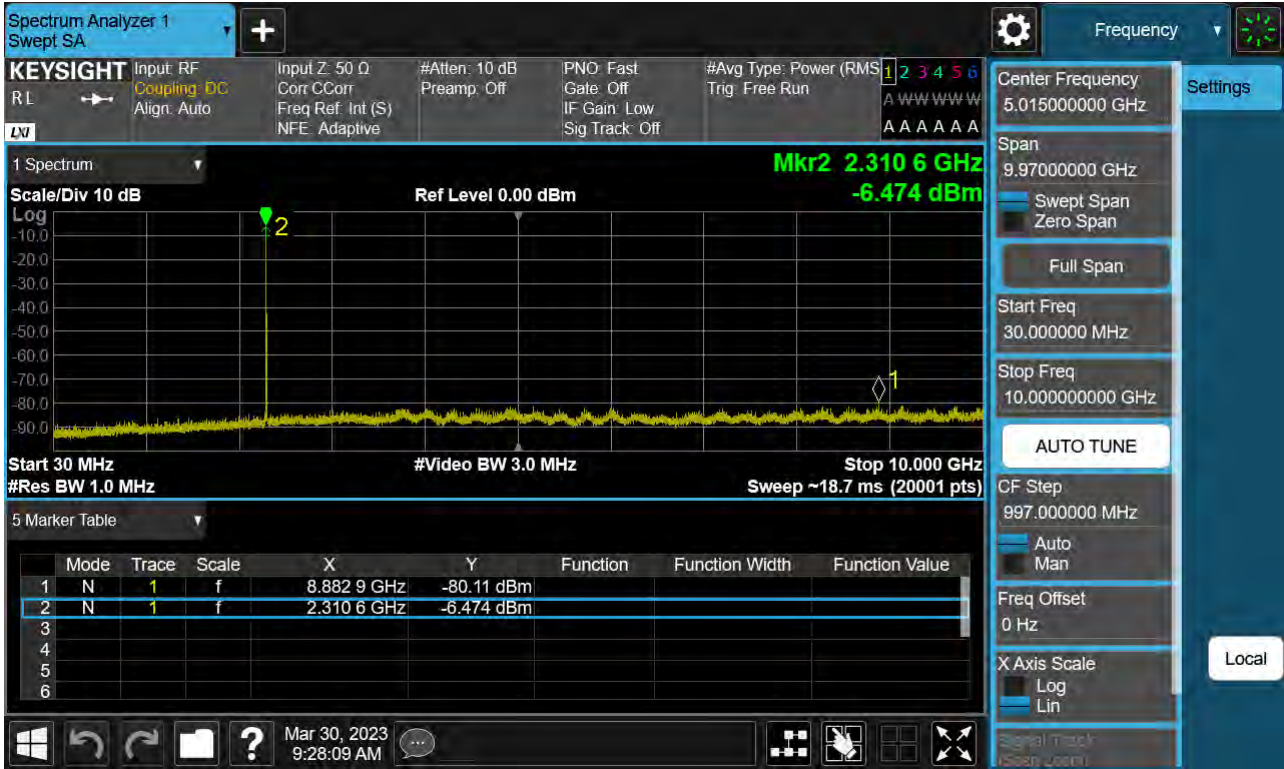 Spectrum Analyzer 1
Swept SA
+
Frequency
KEYSIGHT
RL
LXI
Input: RF
Coupling: DC
Align: Auto
Input Z: 50 Ω
Corr CCorr
Freq Ref: Int (S)
NFE: Adaptive
#Atten: 10 dB
Preamp: Off
PNO: Fast
Gate: Off
IF Gain: Low
Sig Track: Off
#Avg Type: Power (RMS
Trig: Free Run
1 2 3 4 5 6
A W W W W W
A A A A A A
1 Spectrum
Mkr2 2.310 6 GHz
-6.474 dBm
Scale/Div 10 dB
Ref Level 0.00 dBm
Log
-10.0
-20.0
-30.0
-40.0
-50.0
-60.0
-70.0
-80.0
-90.0
2
1
Start 30 MHz
#Video BW 3.0 MHz
Stop 10.000 GHz
#Res BW 1.0 MHz
Sweep ~18.7 ms (20001 pts)
5 Marker Table
Mode Trace Scale X Y Function Function Width Function Value
1 N 1 f 8.882 9 GHz -80.11 dBm
2 N 1 f 2.310 6 GHz -6.474 dBm
3
4
5
6
?
Mar 30, 2023
9:28:09 AM
Center Frequency
5.015000000 GHz
Span
9.97000000 GHz
Swept Span
Zero Span
Full Span
Start Freq
30.000000 MHz
Stop Freq
10.000000000 GHz
AUTO TUNE
CF Step
997.000000 MHz
Auto
Man
Freq Offset
0 Hz
X Axis Scale
Log
Lin
Signal Track
(Span Zoom)
Settings
Local